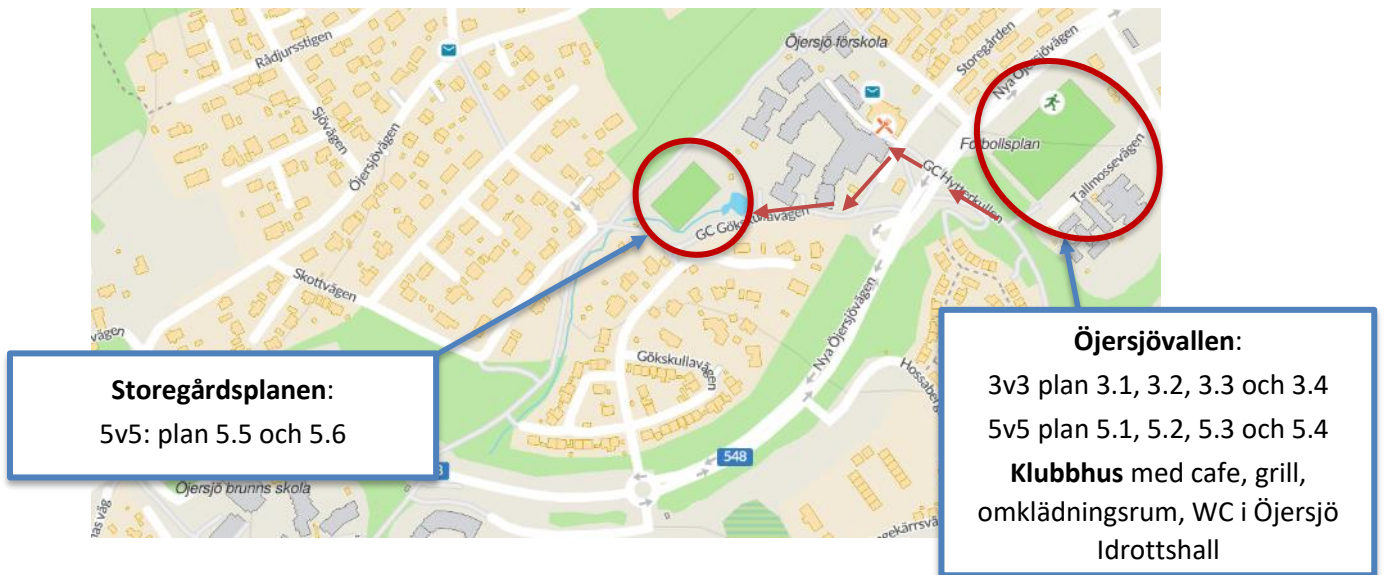 Rådjursstigen
Öjersjö förskola
Storegården
Nya Öjersjövägen
Sjövägen
Öjersjövägen
Fotbollsplan
GC Hytterkullen
Tallmossevägen
GC Gökskullavägen
Skottvägen
vägen
Nya Öjersjövägen
Gökskullavägen
Hossaberg
548
Öjersjö brunns skola
Storegårdsplanen:
5v5: plan 5.5 och 5.6
Öjersjövallen:
3v3 plan 3.1, 3.2, 3.3 och 3.4
5v5 plan 5.1, 5.2, 5.3 och 5.4
Klubbhus med cafe, grill,
omklädningsrum, WC i Öjersjö
Idrottshall